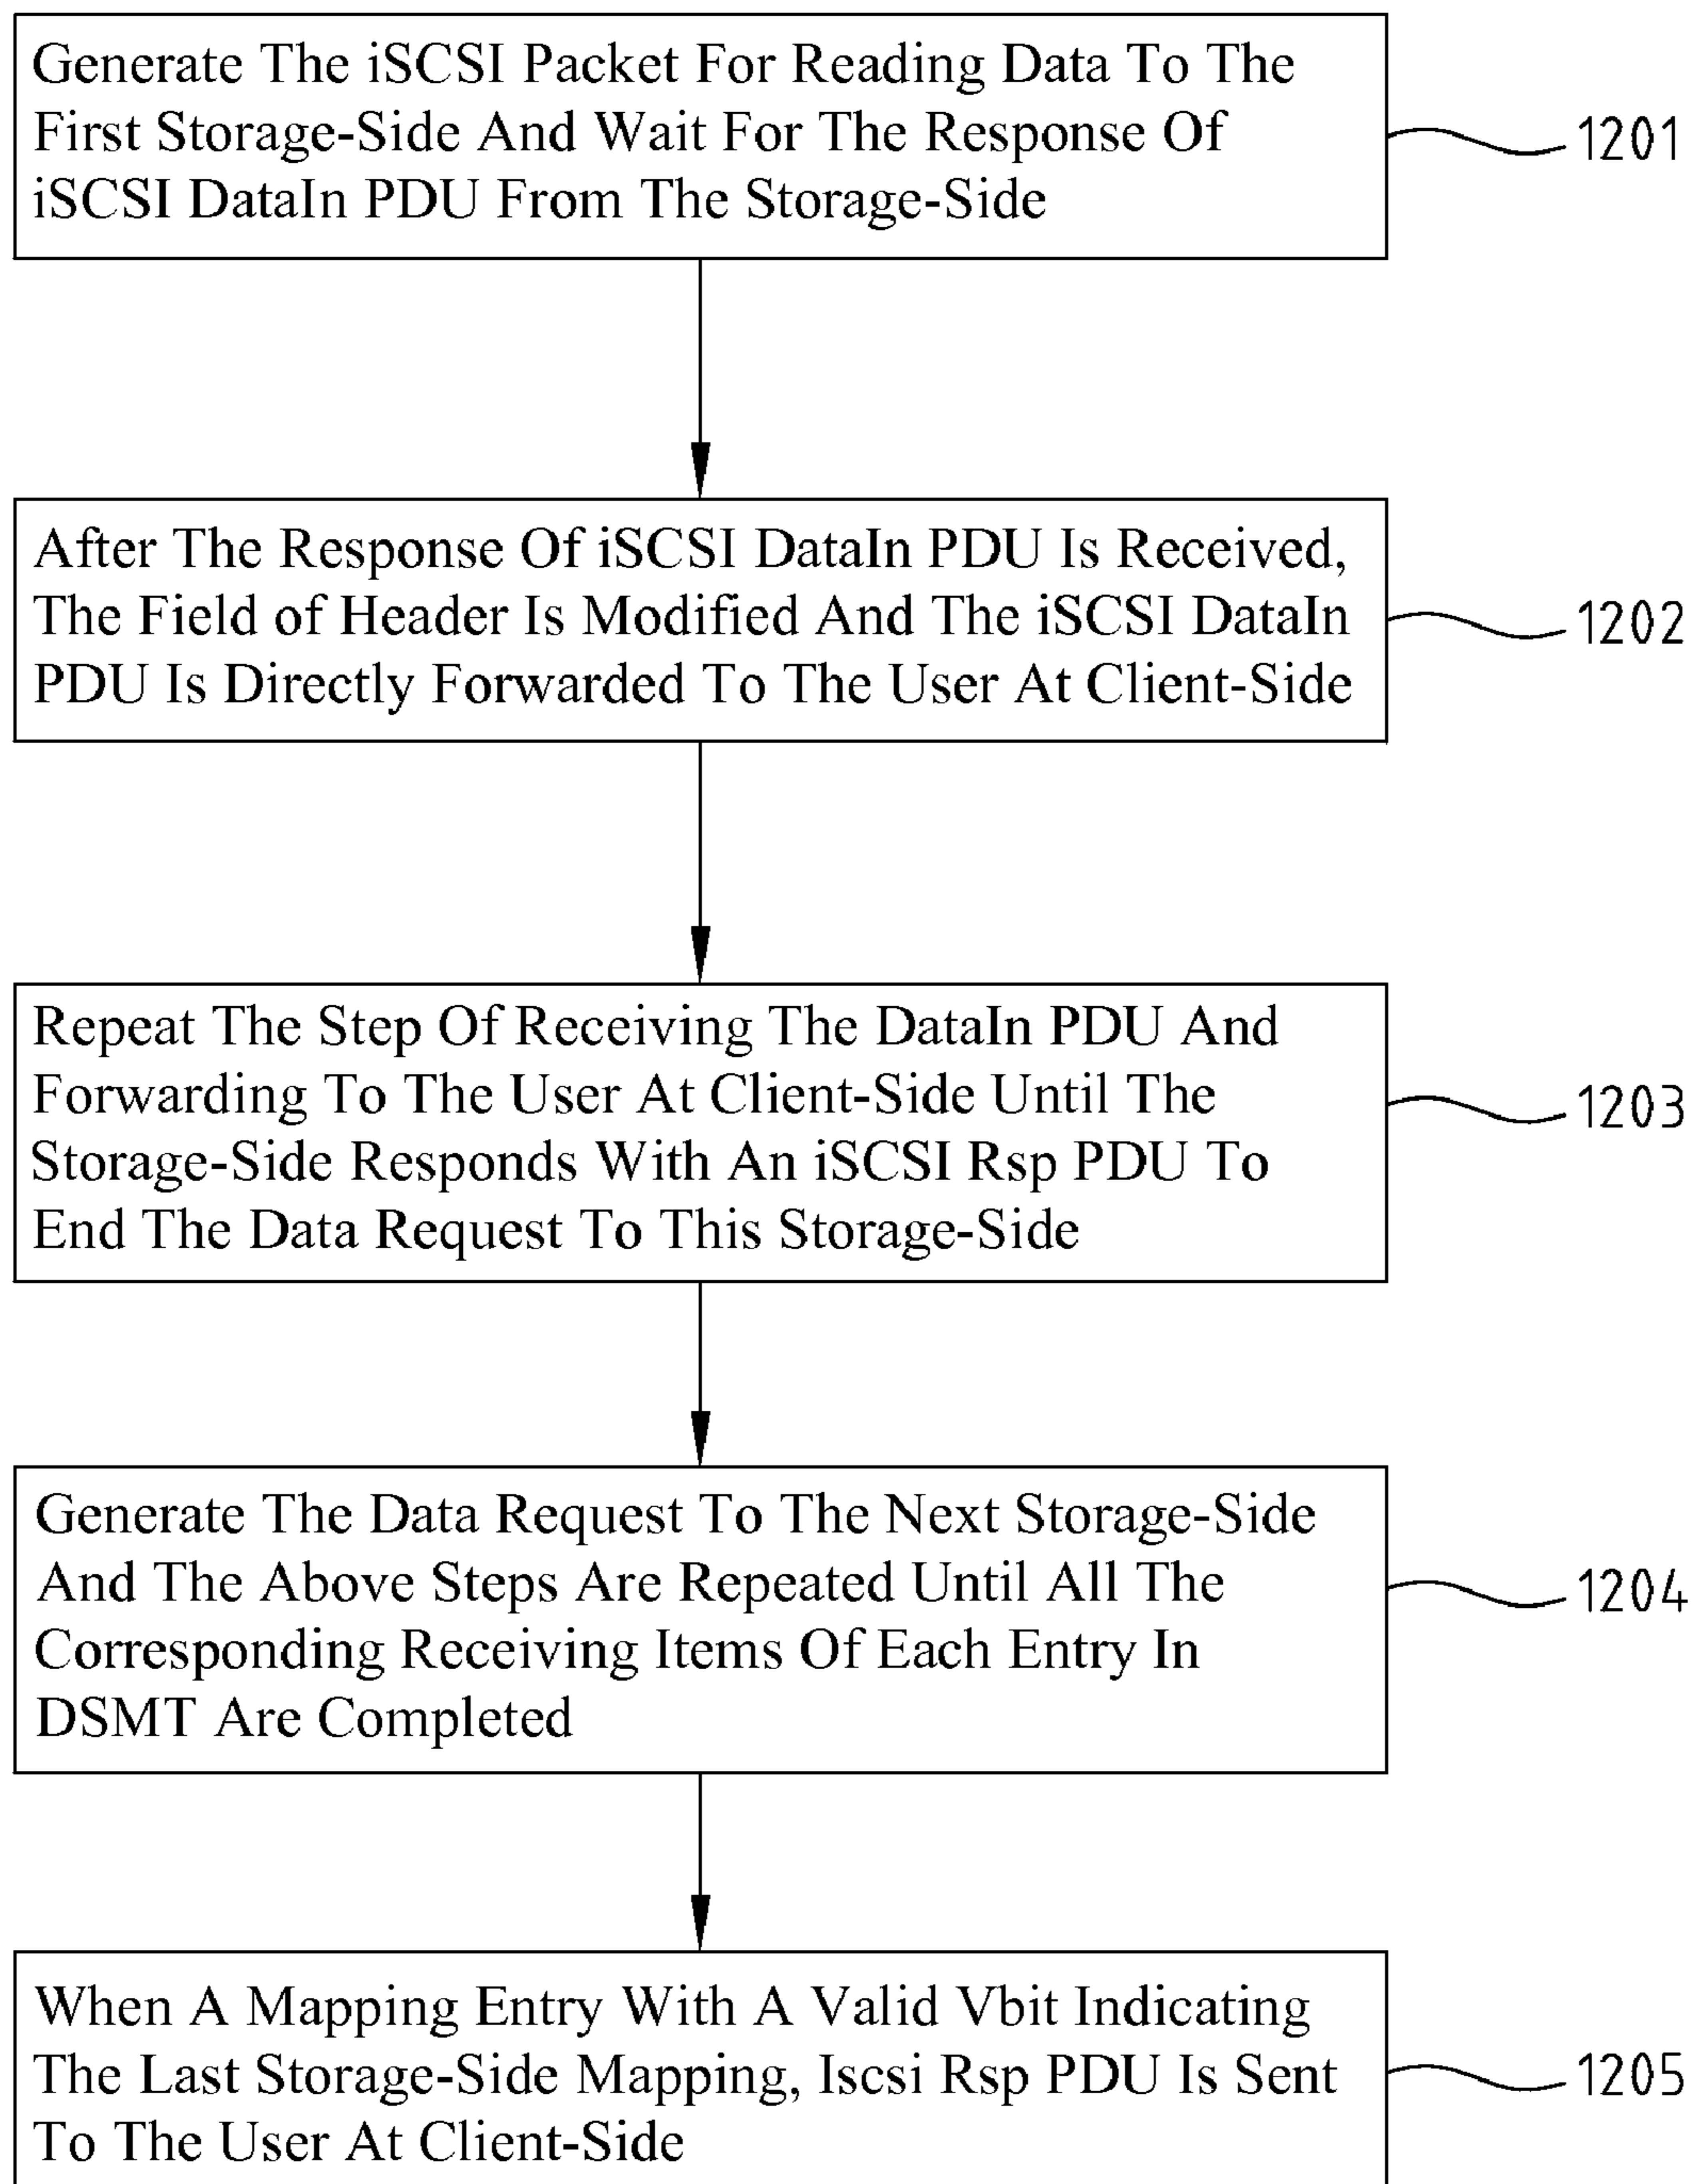 Generate The iSCSI Packet For Reading Data To The
First Storage-Side And Wait For The Response Of
iSCSI DataIn PDU From The Storage-Side
1201
After The Response Of iSCSI DataIn PDU Is Received,
The Field of Header Is Modified And The iSCSI DataIn
PDU Is Directly Forwarded To The User At Client-Side
1202
Repeat The Step Of Receiving The DataIn PDU And
Forwarding To The User At Client-Side Until The
Storage-Side Responds With An iSCSI Rsp PDU To
End The Data Request To This Storage-Side
1203
Generate The Data Request To The Next Storage-Side
And The Above Steps Are Repeated Until All The
Corresponding Receiving Items Of Each Entry In
DSMT Are Completed
1204
When A Mapping Entry With A Valid Vbit Indicating
The Last Storage-Side Mapping, Iscsi Rsp PDU Is Sent
To The User At Client-Side
1205